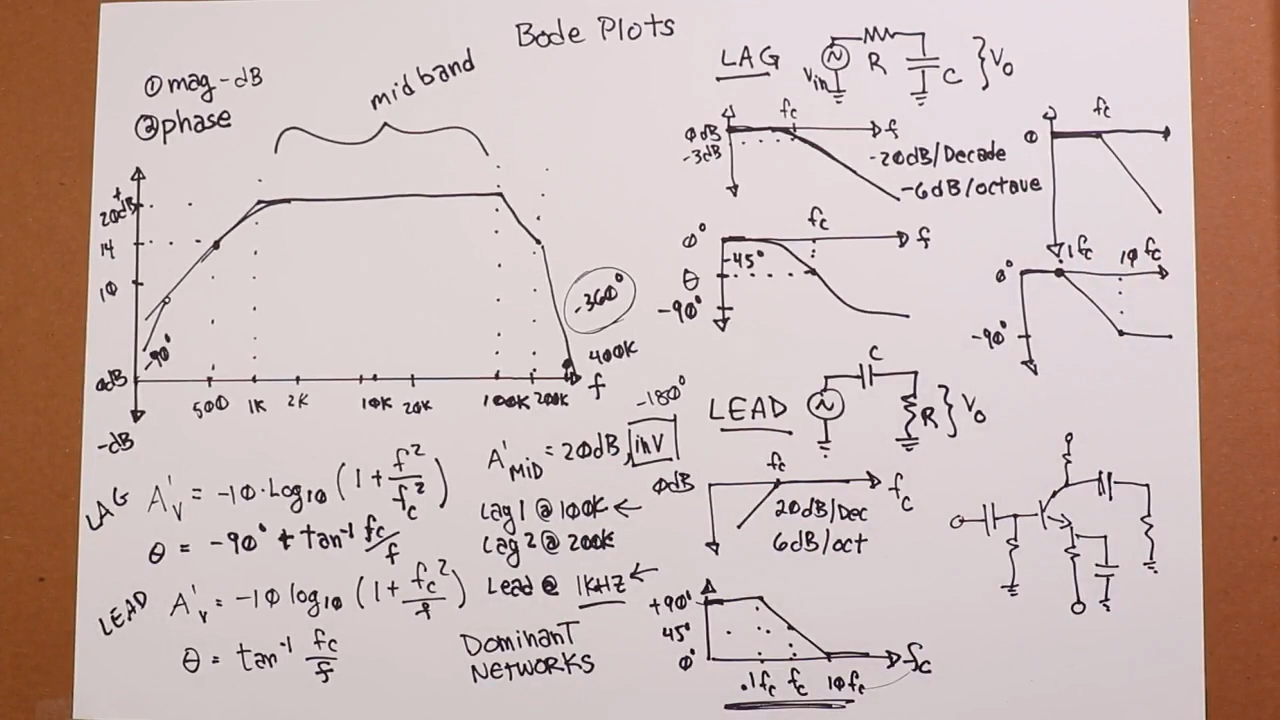 Bode Plots
① mag-dB
② phase
midband
+
20dB
14
10
0dB
-dB
-90°
-360°
400K
f
500 1K 2K 10K 20K 100K 200K
LAG A'v = -10·Log10 (1 + f²/fc²)
θ = -90° + tan⁻¹ fc/f
LEAD A'v = -10 log10 (1 + fc²/f)
θ = tan⁻¹ fc/f
-180°
A'MID = 20dB, inV
Lag 1 @ 100K ←
Lag 2 @ 200K
Lead @ 1KHZ ←
DOMINANT
NETWORKS
LAG
Vin R C } Vo
fc
0dB f
-3dB
-20dB/Decade
-6dB/octave
fc
0° f
-45°
θ
-90°
fc
0
.1fc 10fc
0°
-90°
LEAD
C
R } Vo
fc
0dB fc
20dB/Dec
6dB/oct
+90°
45°
0° fc
.1fc fc 10fc